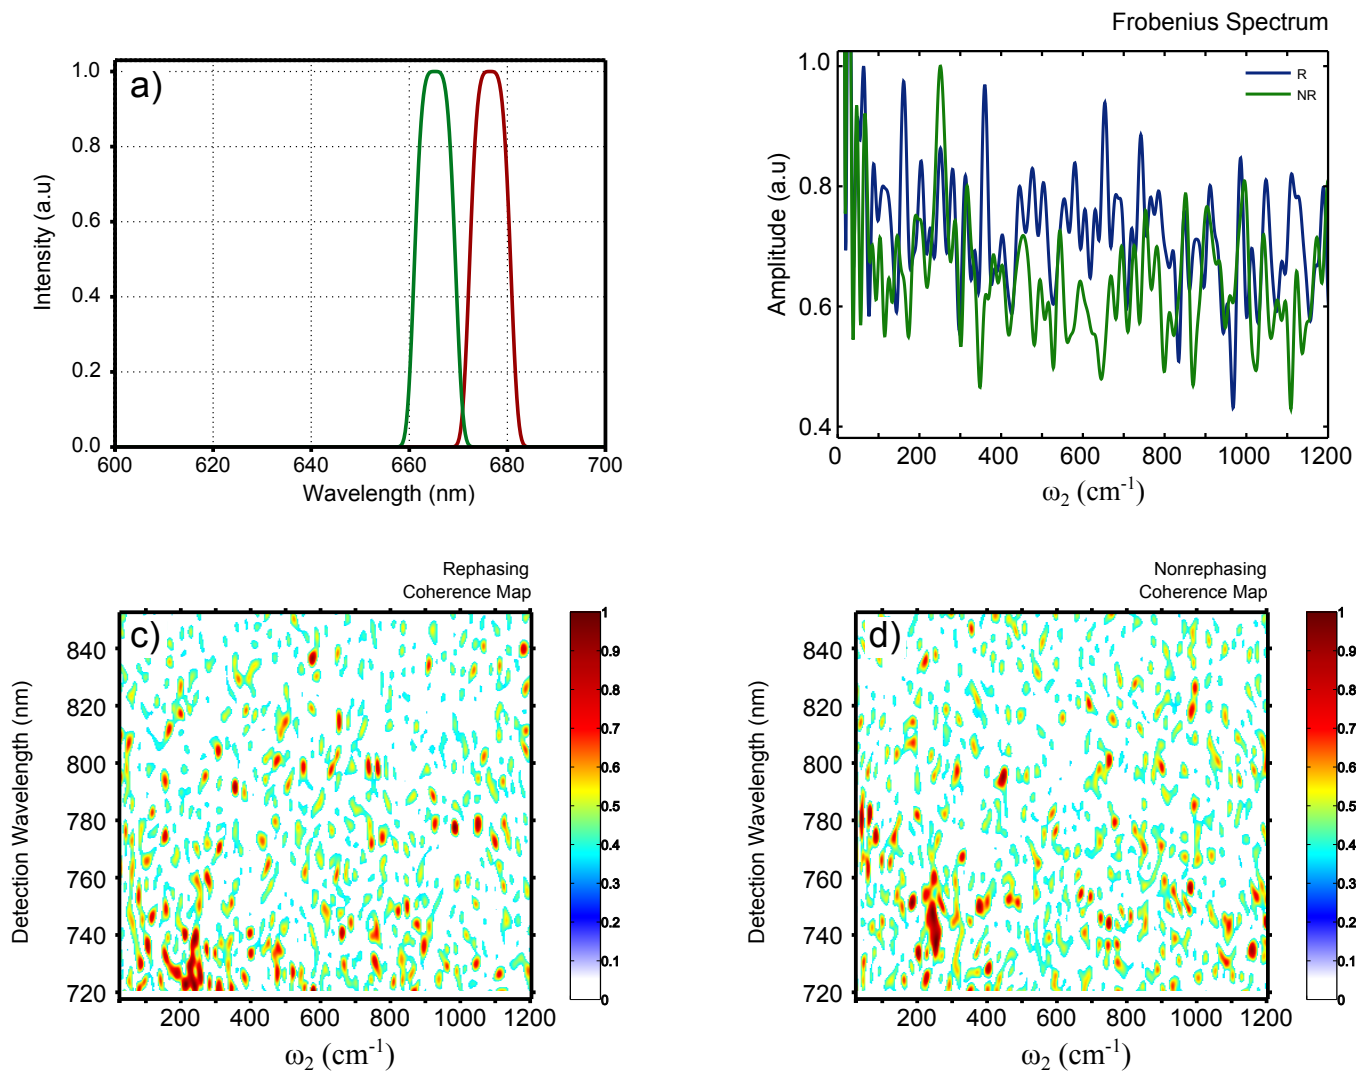 a)
1.0
0.8
0.6
0.4
0.2
0.0
Intensity (a.u)
600 620 640 660 680 700
Wavelength (nm)
Frobenius Spectrum
R
NR
1.0
0.8
0.6
0.4
Amplitude (a.u)
0 200 400 600 800 1000 1200
ω₂ (cm⁻¹)
Rephasing
Coherence Map
c)
840
820
800
780
760
740
720
Detection Wavelength (nm)
200 400 600 800 1000 1200
ω₂ (cm⁻¹)
1
0.9
0.8
0.7
0.6
0.5
0.4
0.3
0.2
0.1
0
Nonrephasing
Coherence Map
d)
840
820
800
780
760
740
720
Detection Wavelength (nm)
200 400 600 800 1000 1200
ω₂ (cm⁻¹)
1
0.9
0.8
0.7
0.6
0.5
0.4
0.3
0.2
0.1
0